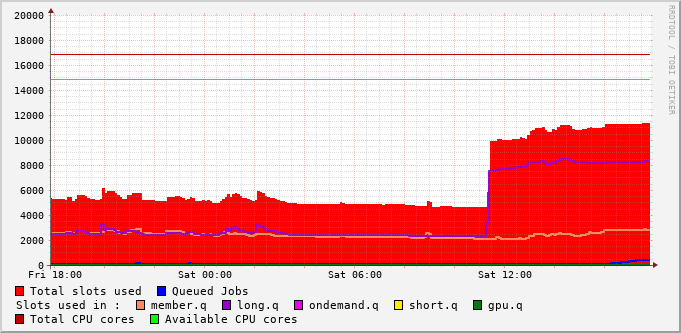 20000
18000
16000
14000
12000
10000
8000
6000
4000
2000
0
Fri 18:00 Sat 00:00 Sat 06:00 Sat 12:00
Total slots used Queued Jobs
Slots used in : member.q long.q ondemand.q short.q gpu.q
Total CPU cores Available CPU cores
RRDTOOL / TOBI OETIKER